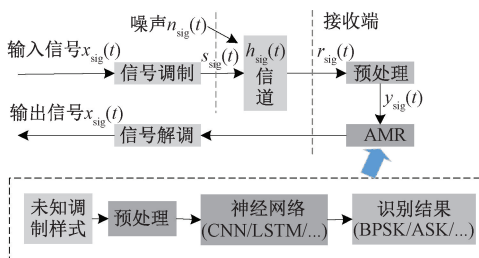 噪声n_sig(t)
接收端
输入信号x_sig(t)
s_sig(t)
h_sig(t)
信道
r_sig(t)
信号调制
预处理
y_sig(t)
输出信号x_sig(t)
信号解调
AMR
未知调制样式
预处理
神经网络
(CNN/LSTM/...)
识别结果
(BPSK/ASK/...)